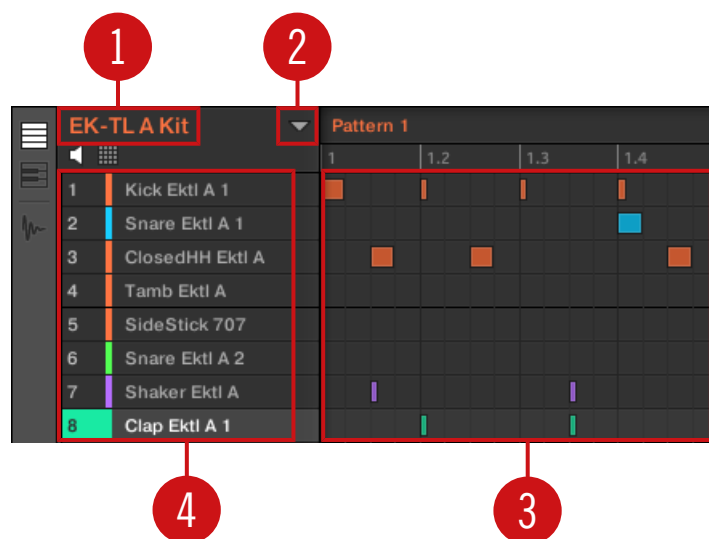 1 2
EK-TL A Kit Pattern 1
1 1.2 1.3 1.4
1 Kick Ektl A 1
2 Snare Ektl A 1
3 ClosedHH Ektl A
4 Tamb Ektl A
5 SideStick 707
6 Snare Ektl A 2
7 Shaker Ektl A
8 Clap Ektl A 1
4 3